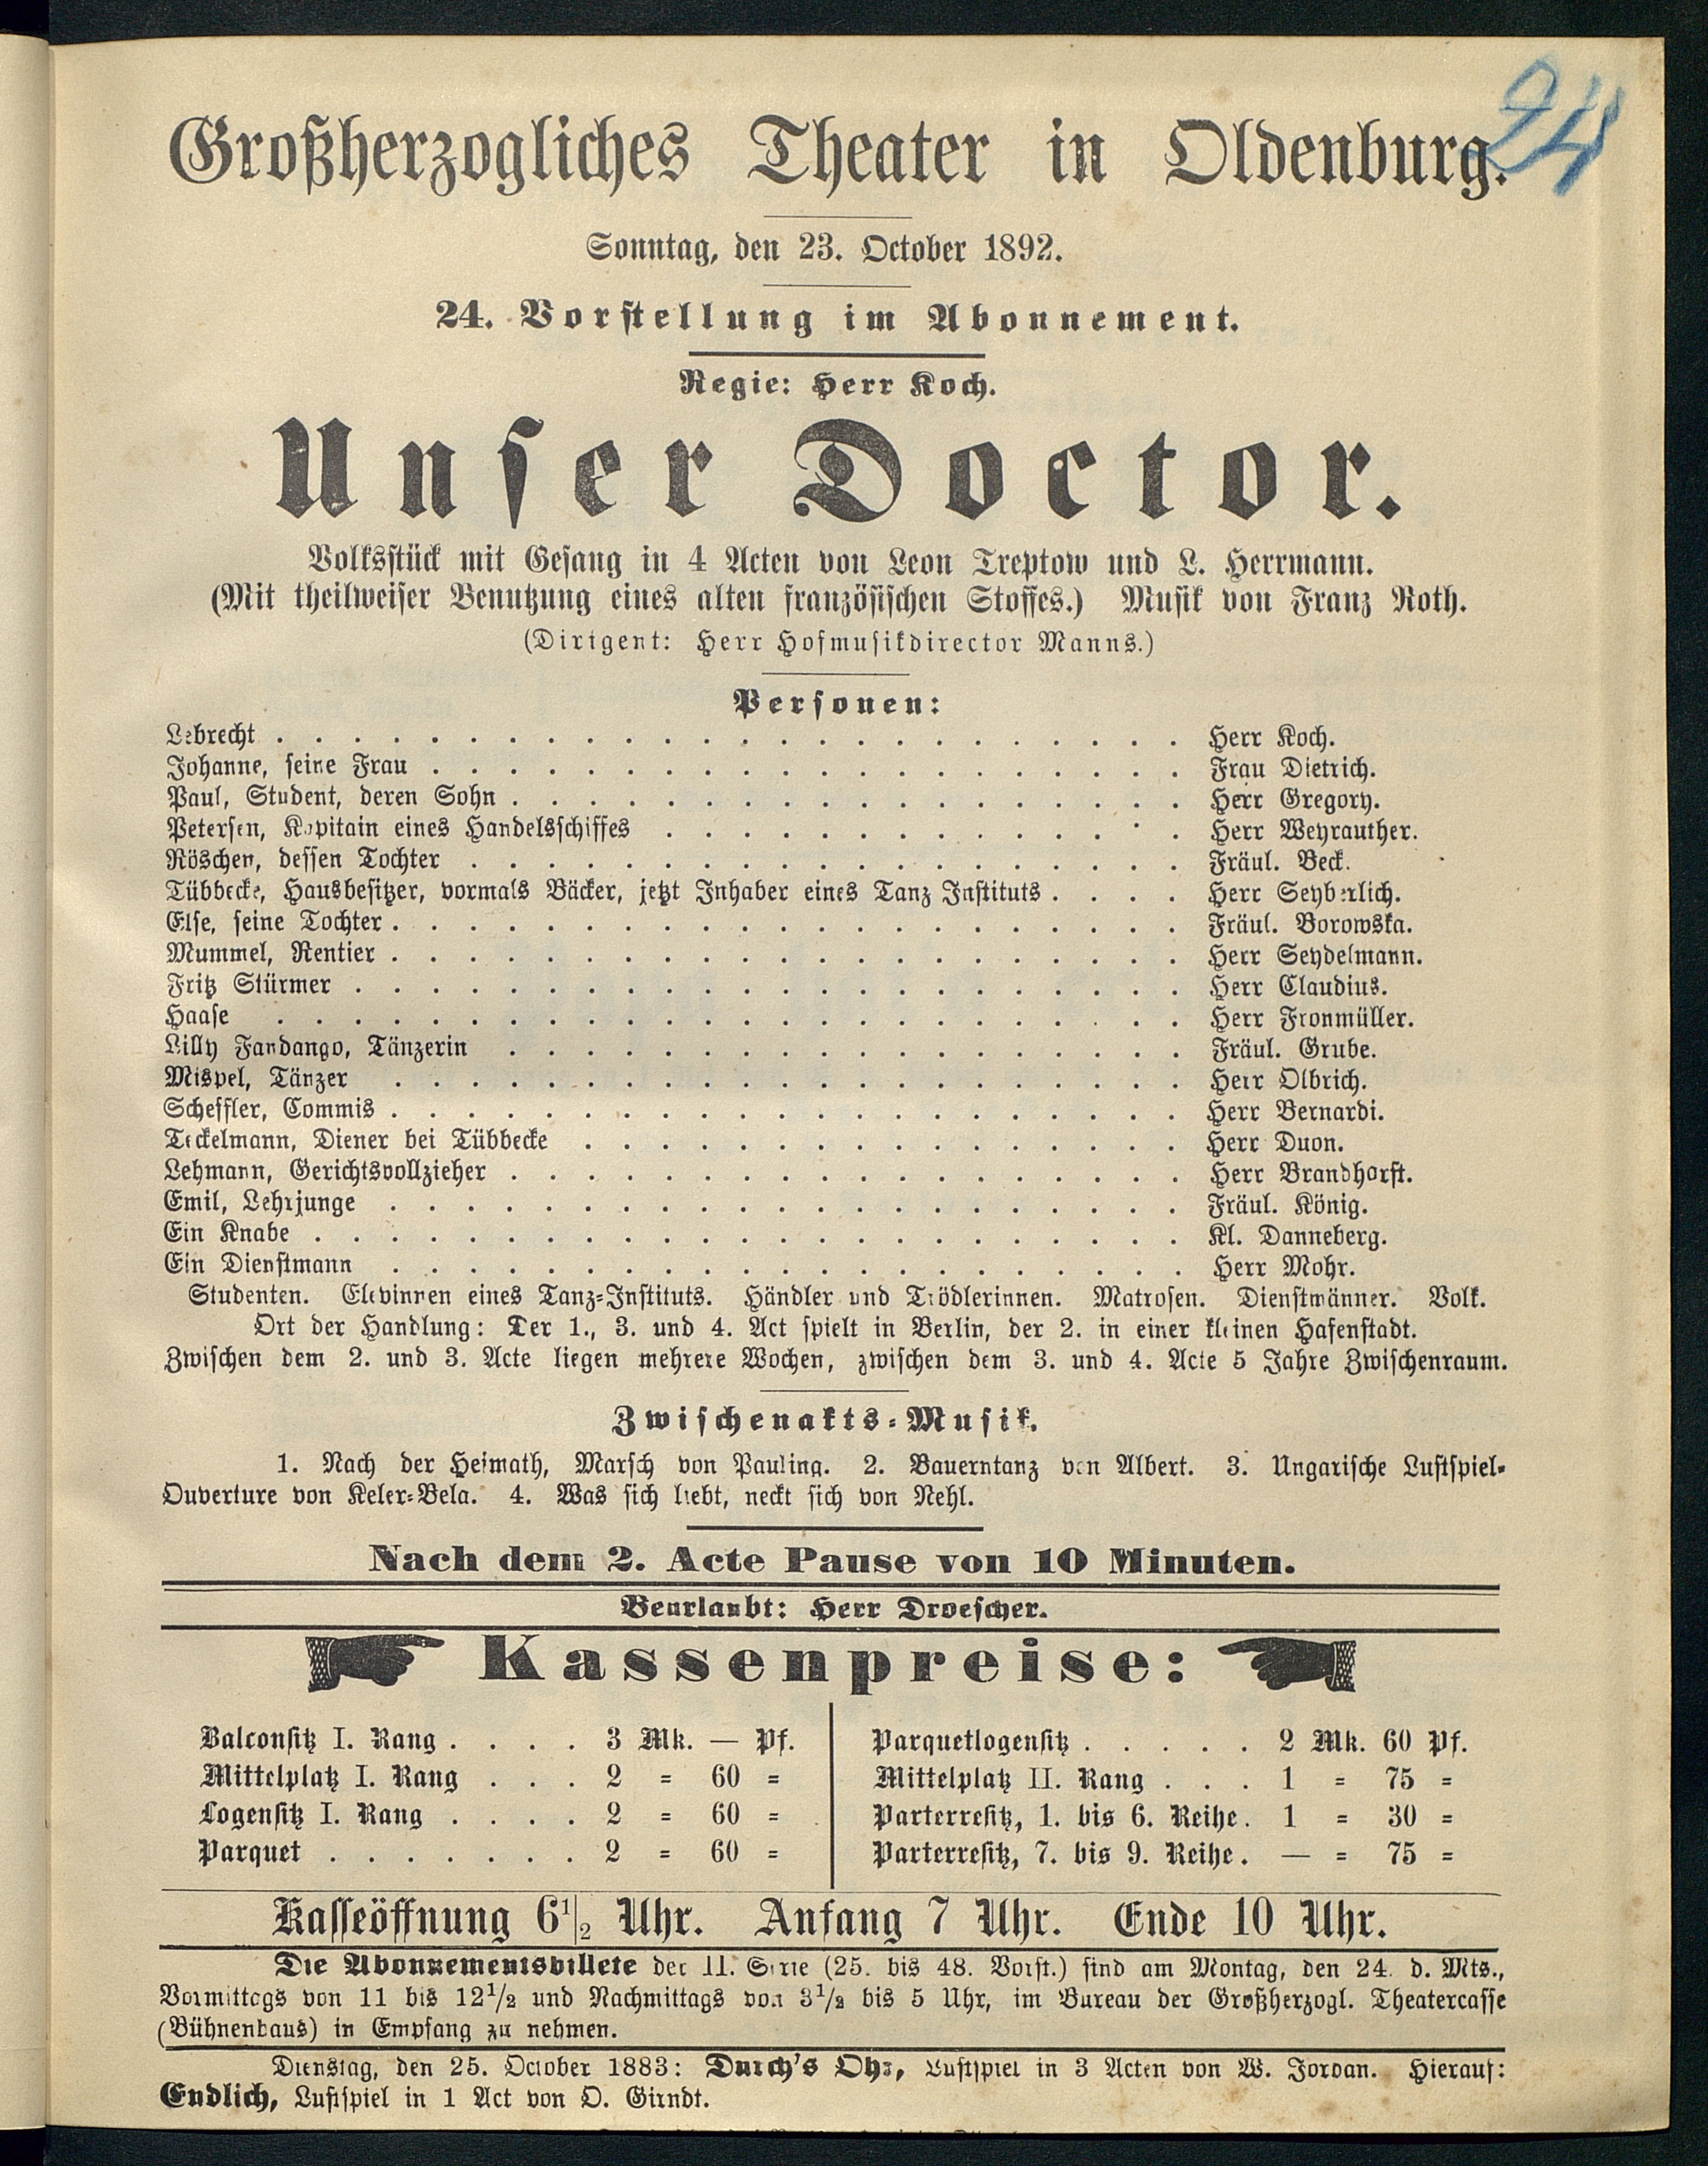 24
Großherzogliches Theater in Oldenburg.
Sonntag, den 23. October 1892.
24. Vorstellung im Abonnement.
Regie: Herr Koch.
Unser Doctor.
Volksstück mit Gesang in 4 Acten von Leon Treptow und L. Herrmann.
(Mit theilweiser Benutzung eines alten französischen Stoffes.) Musik von Franz Roth.
(Dirigent: Herr Hofmusikdirector Manns.)
Personen:
Lebrecht . . . . . Herr Koch.
Johanne, seine Frau . . . . . Frau Dietrich.
Paul, Student, deren Sohn . . . . . Herr Gregory.
Petersen, Kapitain eines Handelsschiffes . . . . . Herr Weyrauther.
Röschen, dessen Tochter . . . . . Fräul. Beck.
Tübbecke, Hausbesitzer, vormals Bäcker, jetzt Inhaber eines Tanz Instituts . . . . Herr Seyberlich.
Else, seine Tochter . . . . . Fräul. Borowska.
Mummel, Rentier . . . . . Herr Seydelmann.
Fritz Stürmer . . . . . Herr Claudius.
Haase . . . . . Herr Fronmüller.
Lilly Fandango, Tänzerin . . . . . Fräul. Grube.
Mispel, Tänzer . . . . . Herr Olbrich.
Scheffler, Commis . . . . . Herr Bernardi.
Teckelmann, Diener bei Tübbecke . . . . . Herr Duon.
Lehmann, Gerichtsvollzieher . . . . . Herr Brandhorst.
Emil, Lehrjunge . . . . . Fräul. König.
Ein Knabe . . . . . Kl. Danneberg.
Ein Dienstmann . . . . . Herr Mohr.
Studenten. Elevinnen eines Tanz-Instituts. Händler und Trödlerinnen. Matrosen. Dienstmänner. Volk.
Ort der Handlung: Der 1., 3. und 4. Act spielt in Berlin, der 2. in einer kleinen Hafenstadt.
Zwischen dem 2. und 3. Acte liegen mehrere Wochen, zwischen dem 3. und 4. Acte 5 Jahre Zwischenraum.
Zwischenakts-Musik.
1. Nach der Heimath, Marsch von Pauling. 2. Bauerntanz von Albert. 3. Ungarische Lustspiel-
Ouverture von Keler-Bela. 4. Was sich liebt, neckt sich von Nehl.
Nach dem 2. Acte Pause von 10 Minuten.
Beurlaubt: Herr Droescher.
Kassenpreise:
Balconsitz I. Rang . . . . 3 Mk. — Pf.
Mittelplatz I. Rang . . . 2 = 60 =
Logensitz I. Rang . . . . 2 = 60 =
Parquet . . . . . . . 2 = 60 =
Parquetlogensitz . . . . . 2 Mk. 60 Pf.
Mittelplatz II. Rang . . . 1 = 75 =
Parterresitz, 1. bis 6. Reihe. 1 = 30 =
Parterresitz, 7. bis 9. Reihe. — = 75 =
Kasseöffnung 6 1/2 Uhr. Anfang 7 Uhr. Ende 10 Uhr.
Die Abonnementsbillete der II. Serie (25. bis 48. Vorst.) sind am Montag, den 24. d. Mts.,
Vormittags von 11 bis 12 1/2 und Nachmittags von 3 1/2 bis 5 Uhr, im Bureau der Großherzogl. Theatercasse
(Bühnenhaus) in Empfang zu nehmen.
Dienstag, den 25. October 1883: Durch's Ohr, Lustspiel in 3 Acten von W. Jordan. Hierauf:
Endlich, Lustspiel in 1 Act von O. Girndt.